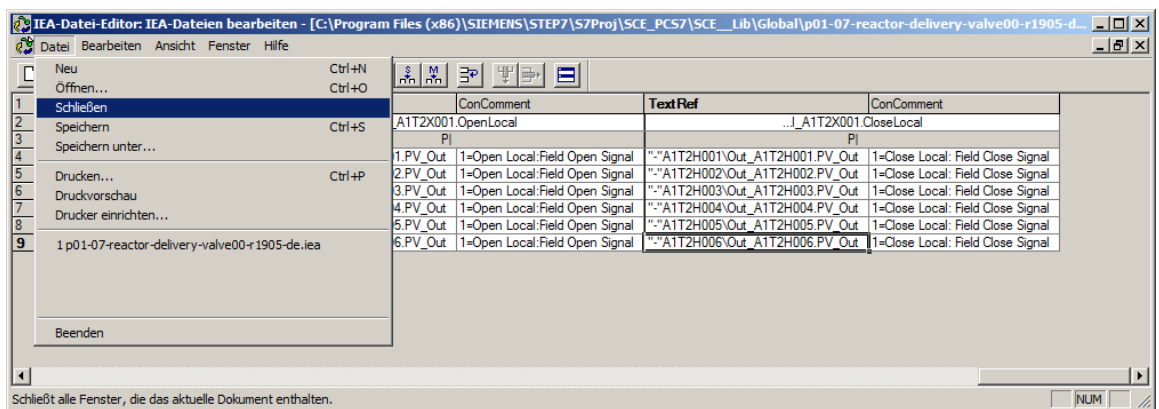 IEA-Datei-Editor: IEA-Dateien bearbeiten - [C:\Program Files (x86)\SIEMENS\STEP7\S7Proj\SCE_PCS7\SCE__Lib\Global\p01-07-reactor-delivery-valve00-r1905-d...
Datei Bearbeiten Ansicht Fenster Hilfe
Neu Ctrl+N
Öffnen... Ctrl+O
Schließen
Speichern Ctrl+S
Speichern unter...
Drucken... Ctrl+P
Druckvorschau
Drucker einrichten...
1 p01-07-reactor-delivery-valve00-r1905-de.iea
Beenden
S M
1 ConComment TextRef ConComment
2 _A1T2X001.OpenLocal ...l_A1T2X001.CloseLocal
3 P| P|
4 1.PV_Out 1=Open Local:Field Open Signal "-"A1T2H001\Out_A1T2H001.PV_Out 1=Close Local: Field Close Signal
5 2.PV_Out 1=Open Local:Field Open Signal "-"A1T2H002\Out_A1T2H002.PV_Out 1=Close Local: Field Close Signal
6 3.PV_Out 1=Open Local:Field Open Signal "-"A1T2H003\Out_A1T2H003.PV_Out 1=Close Local: Field Close Signal
7 4.PV_Out 1=Open Local:Field Open Signal "-"A1T2H004\Out_A1T2H004.PV_Out 1=Close Local: Field Close Signal
8 5.PV_Out 1=Open Local:Field Open Signal "-"A1T2H005\Out_A1T2H005.PV_Out 1=Close Local: Field Close Signal
9 6.PV_Out 1=Open Local:Field Open Signal "-"A1T2H006\Out_A1T2H006.PV_Out 1=Close Local: Field Close Signal
Schließt alle Fenster, die das aktuelle Dokument enthalten. NUM